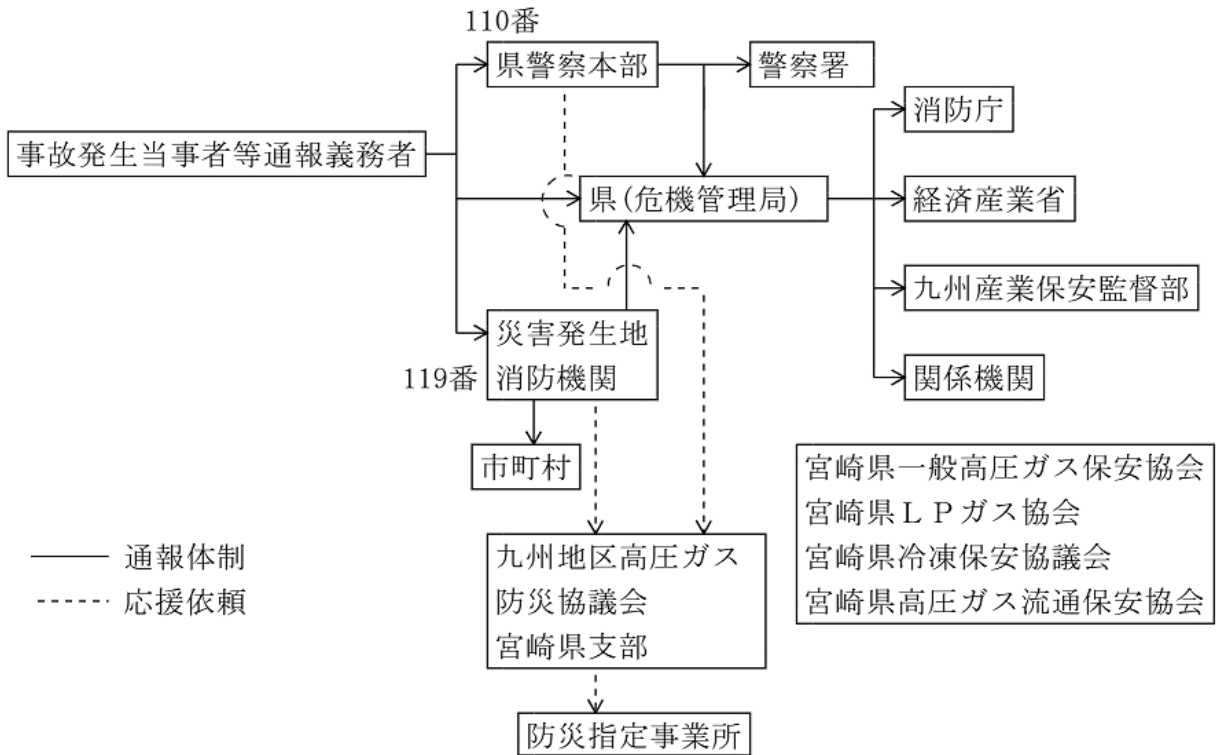 110番
県警察本部
警察署
消防庁
事故発生当事者等通報義務者
県(危機管理局)
経済産業省
九州産業保安監督部
災害発生地
消防機関
119番
関係機関
市町村
宮崎県一般高圧ガス保安協会
宮崎県ＬＰガス協会
宮崎県冷凍保安協議会
宮崎県高圧ガス流通保安協会
通報体制
応援依頼
九州地区高圧ガス
防災協議会
宮崎県支部
防災指定事業所